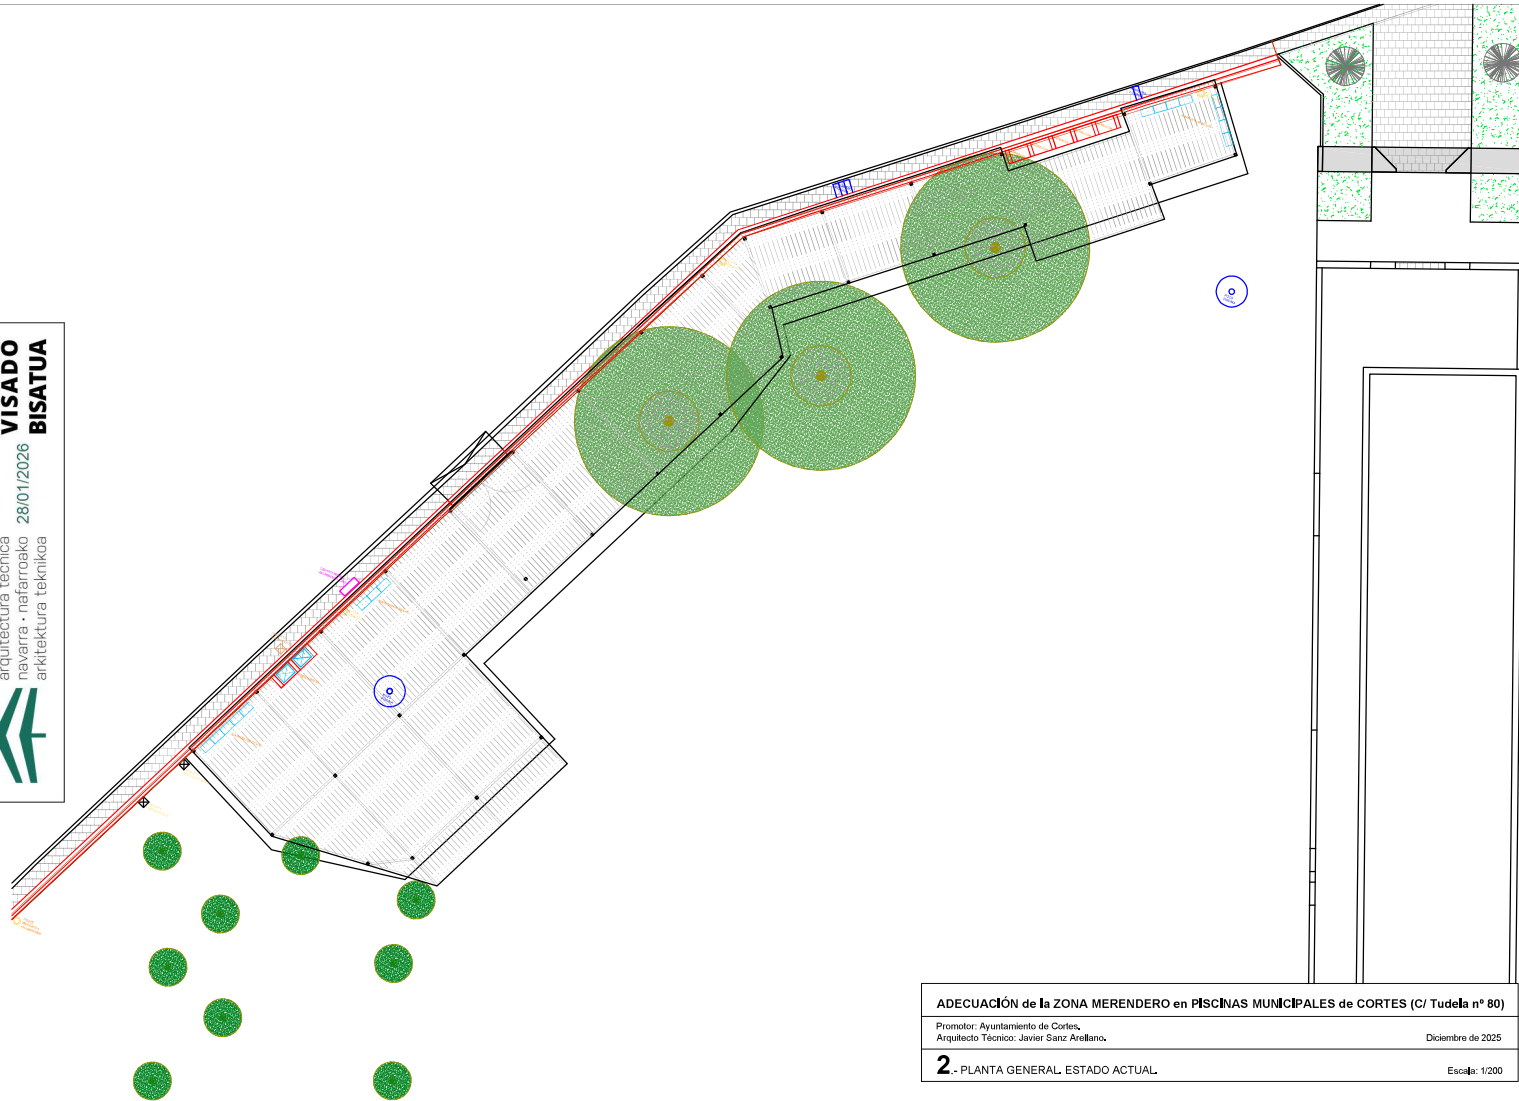 VISADO
BISATUA
28/01/2026
arquitectura técnica
navarra • nafarroako
arkitektura teknikoa
ADECUACIÓN de la ZONA MERENDERO en PISCINAS MUNICIPALES de CORTES (C/ Tudela nº 80)
Promotor: Ayuntamiento de Cortes.
Arquitecto Técnico: Javier Sanz Arellano.
Diciembre de 2025
2.- PLANTA GENERAL. ESTADO ACTUAL.
Escala: 1/200